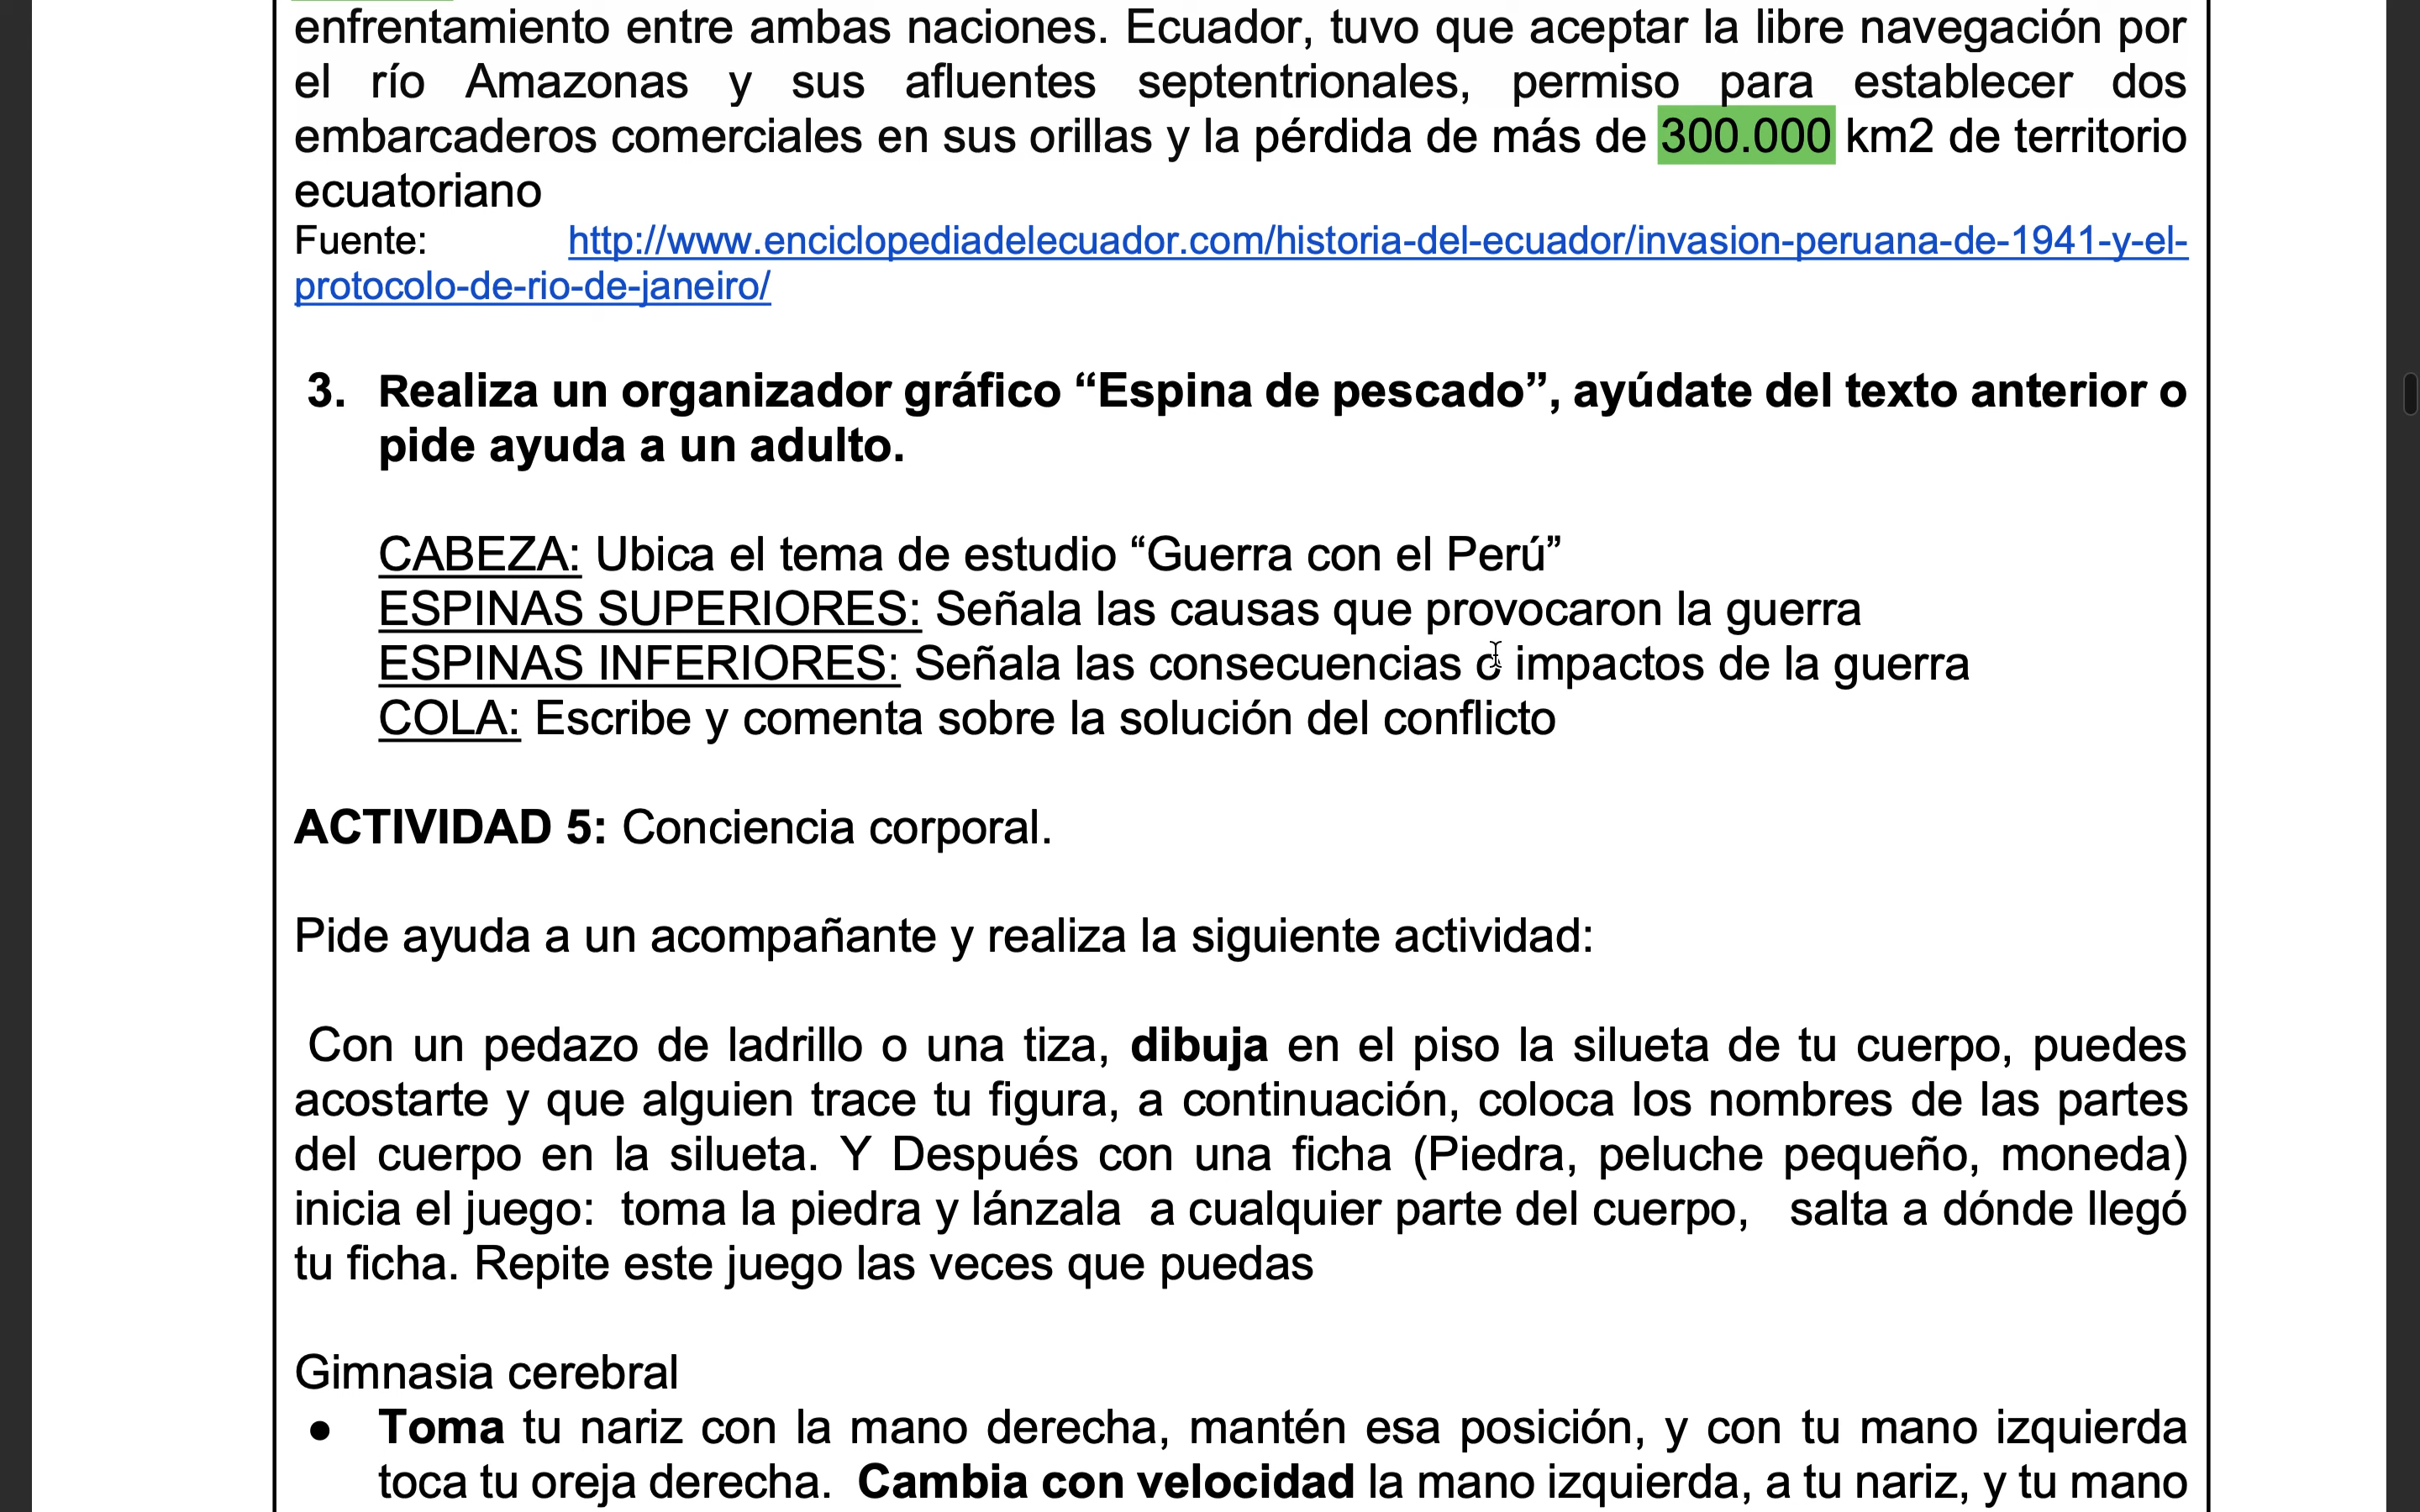 enfrentamiento entre ambas naciones. Ecuador, tuvo que aceptar la libre navegación por
el río Amazonas y sus afluentes septentrionales, permiso para establecer dos
embarcaderos comerciales en sus orillas y la pérdida de más de 300.000 km2 de territorio
ecuatoriano
Fuente: http://www.enciclopediadelecuador.com/historia-del-ecuador/invasion-peruana-de-1941-y-el-
protocolo-de-rio-de-janeiro/
3. Realiza un organizador gráfico “Espina de pescado”, ayúdate del texto anterior o
pide ayuda a un adulto.
CABEZA: Ubica el tema de estudio “Guerra con el Perú”
ESPINAS SUPERIORES: Señala las causas que provocaron la guerra
ESPINAS INFERIORES: Señala las consecuencias o impactos de la guerra
COLA: Escribe y comenta sobre la solución del conflicto
ACTIVIDAD 5: Conciencia corporal.
Pide ayuda a un acompañante y realiza la siguiente actividad:
Con un pedazo de ladrillo o una tiza, dibuja en el piso la silueta de tu cuerpo, puedes
acostarte y que alguien trace tu figura, a continuación, coloca los nombres de las partes
del cuerpo en la silueta. Y Después con una ficha (Piedra, peluche pequeño, moneda)
inicia el juego: toma la piedra y lánzala a cualquier parte del cuerpo, salta a dónde llegó
tu ficha. Repite este juego las veces que puedas
Gimnasia cerebral
● Toma tu nariz con la mano derecha, mantén esa posición, y con tu mano izquierda
toca tu oreja derecha. Cambia con velocidad la mano izquierda, a tu nariz, y tu mano